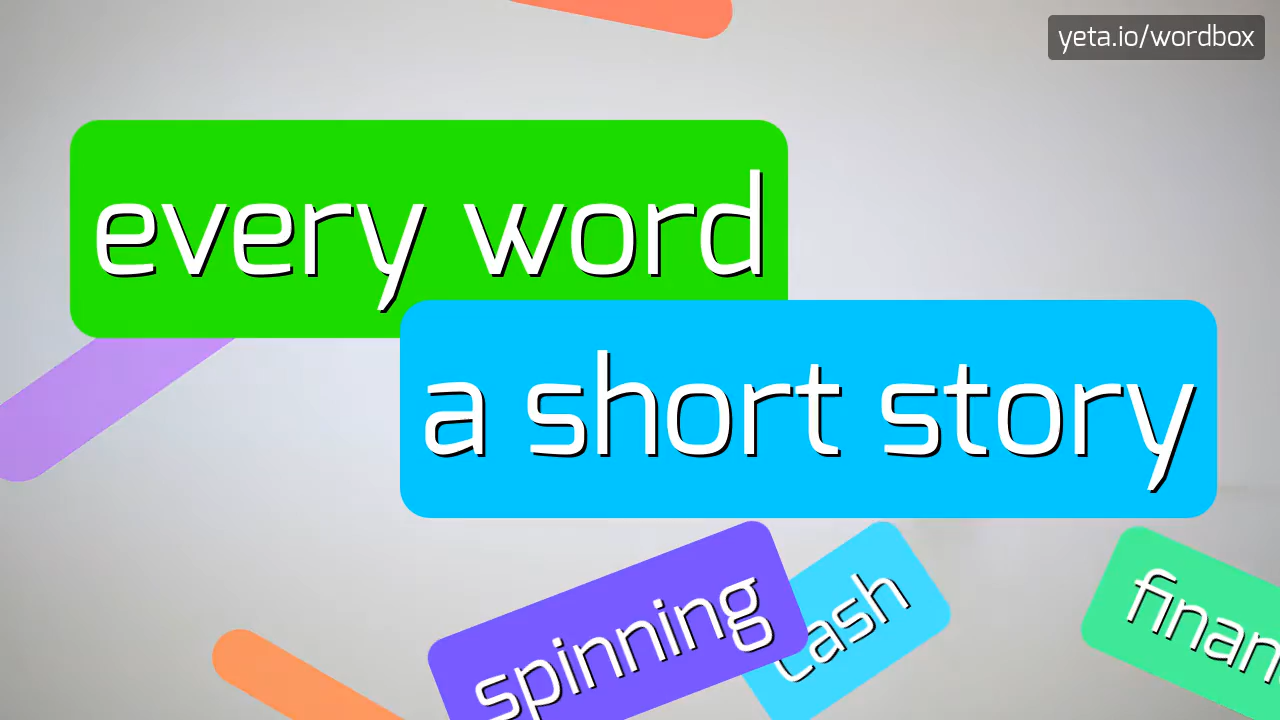 yeta.io/wordbox
every word
a short story
spinning
cash